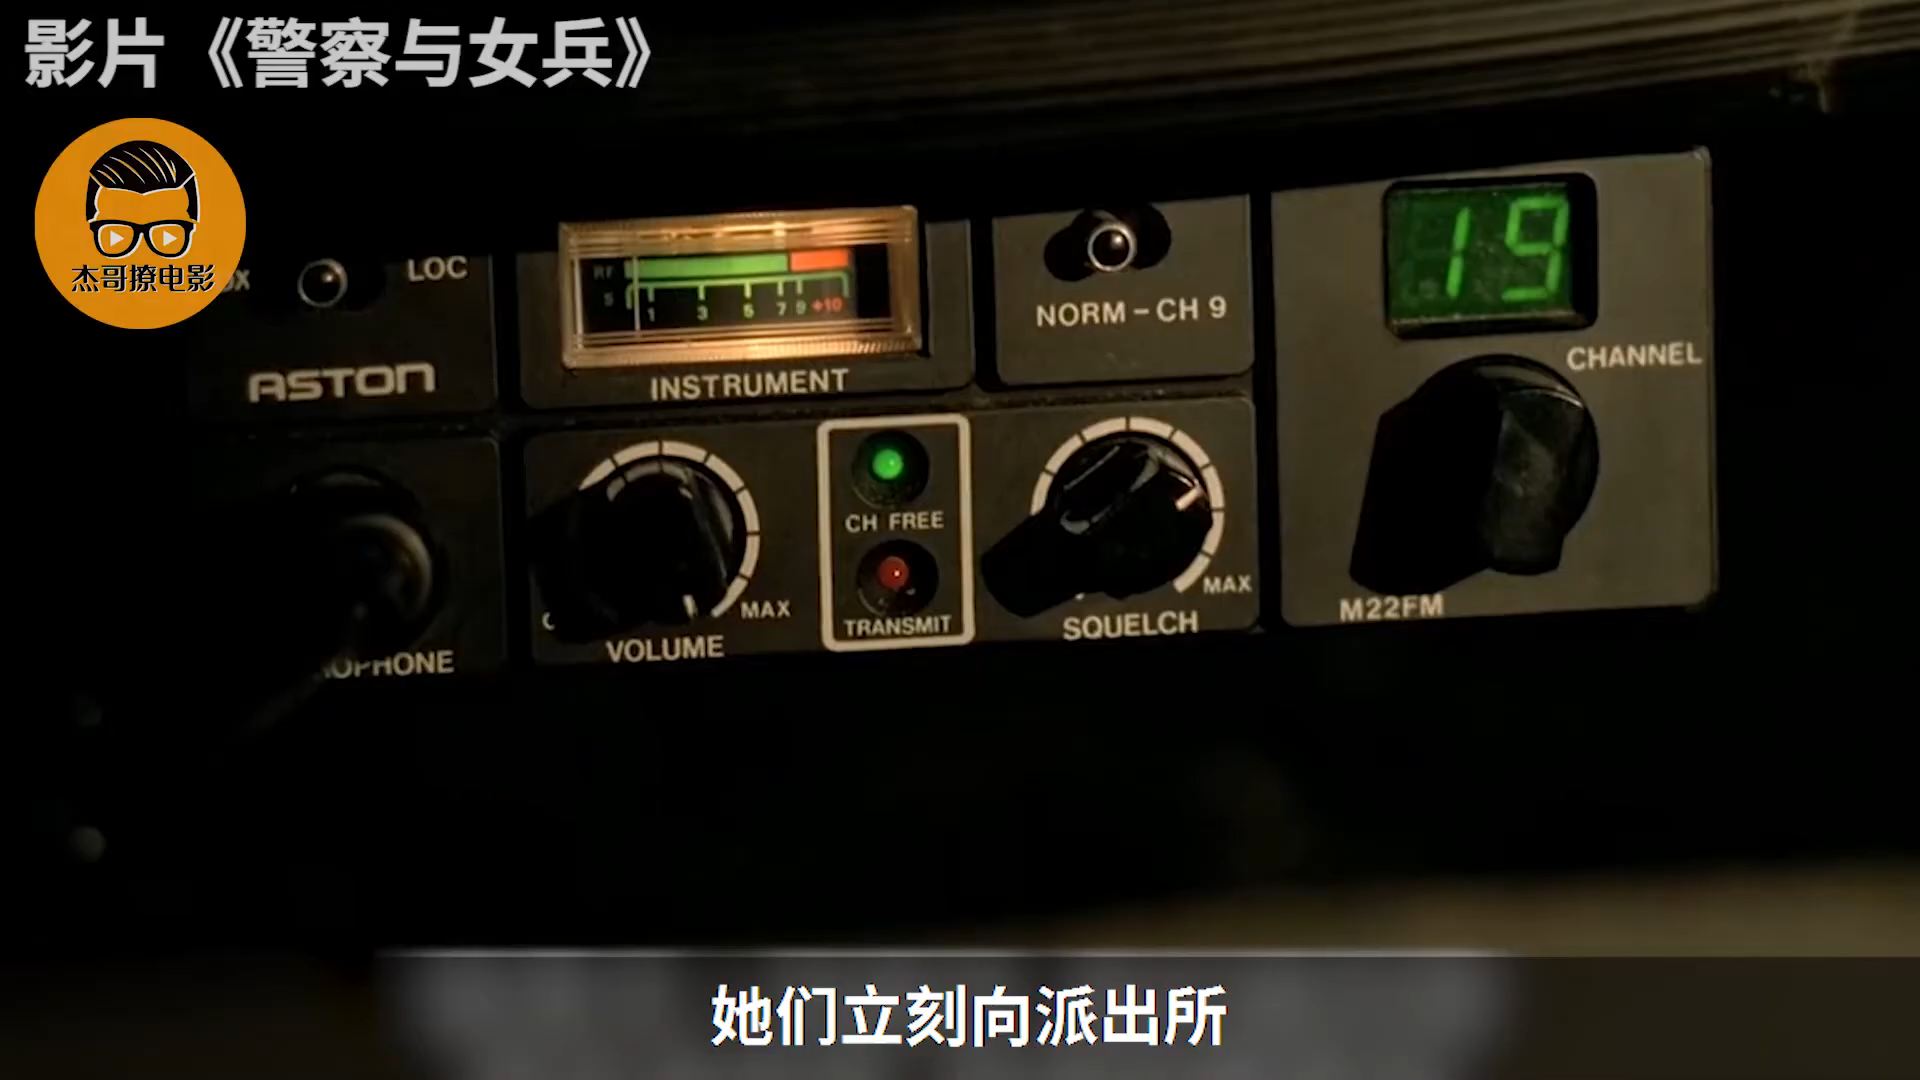 影片《警察与女兵》
杰哥撩电影
LOC
ASTON
RF
S
1 3 5 7 9 +10
INSTRUMENT
NORM - CH 9
19
CHANNEL
MAX
VOLUME
CH FREE
TRANSMIT
MAX
SQUELCH
M22FM
她们立刻向派出所